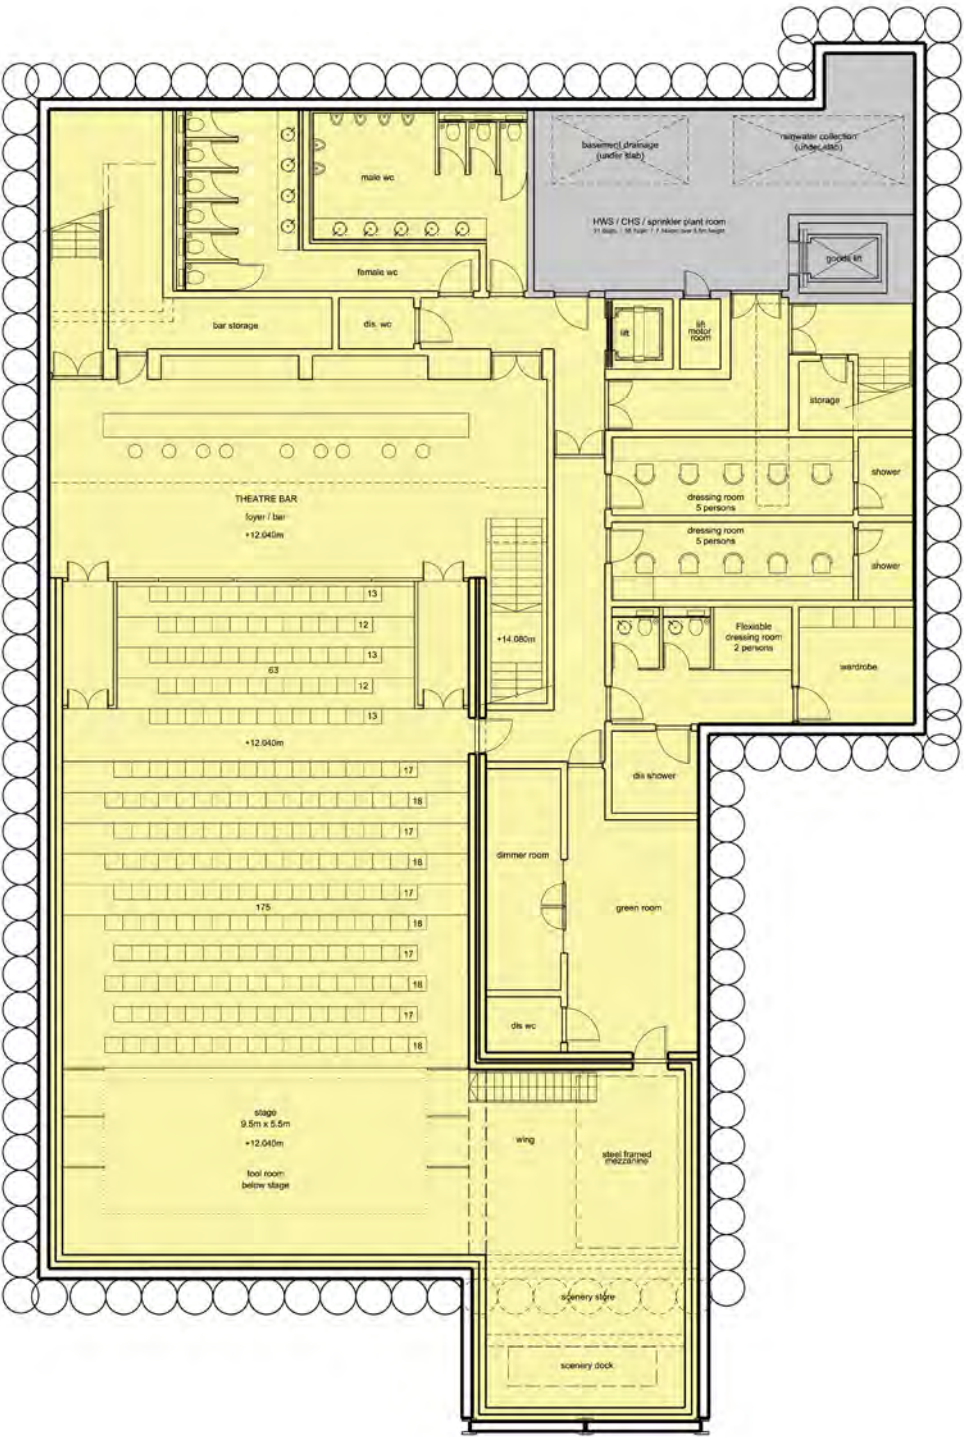 basement drainage
(under slab)
rainwater collection
(under slab)
male wc
HWS / CHS / sprinkler plant room
goods lift
female wc
bar storage
dis. wc
lift
lift
motor
room
storage
shower
dressing room
5 persons
THEATRE BAR
foyer / bar
+12.040m
dressing room
5 persons
shower
13
12
13
63
12
13
+14.080m
Flexiable
dressing room
2 persons
wardrobe
+12.040m
17
18
17
18
17
175
18
17
18
17
18
dis shower
dimmer room
green room
dis wc
stage
9.5m x 5.5m
+12.040m
tool room
below stage
wing
steel framed
mezzanine
scenery store
scenery dock